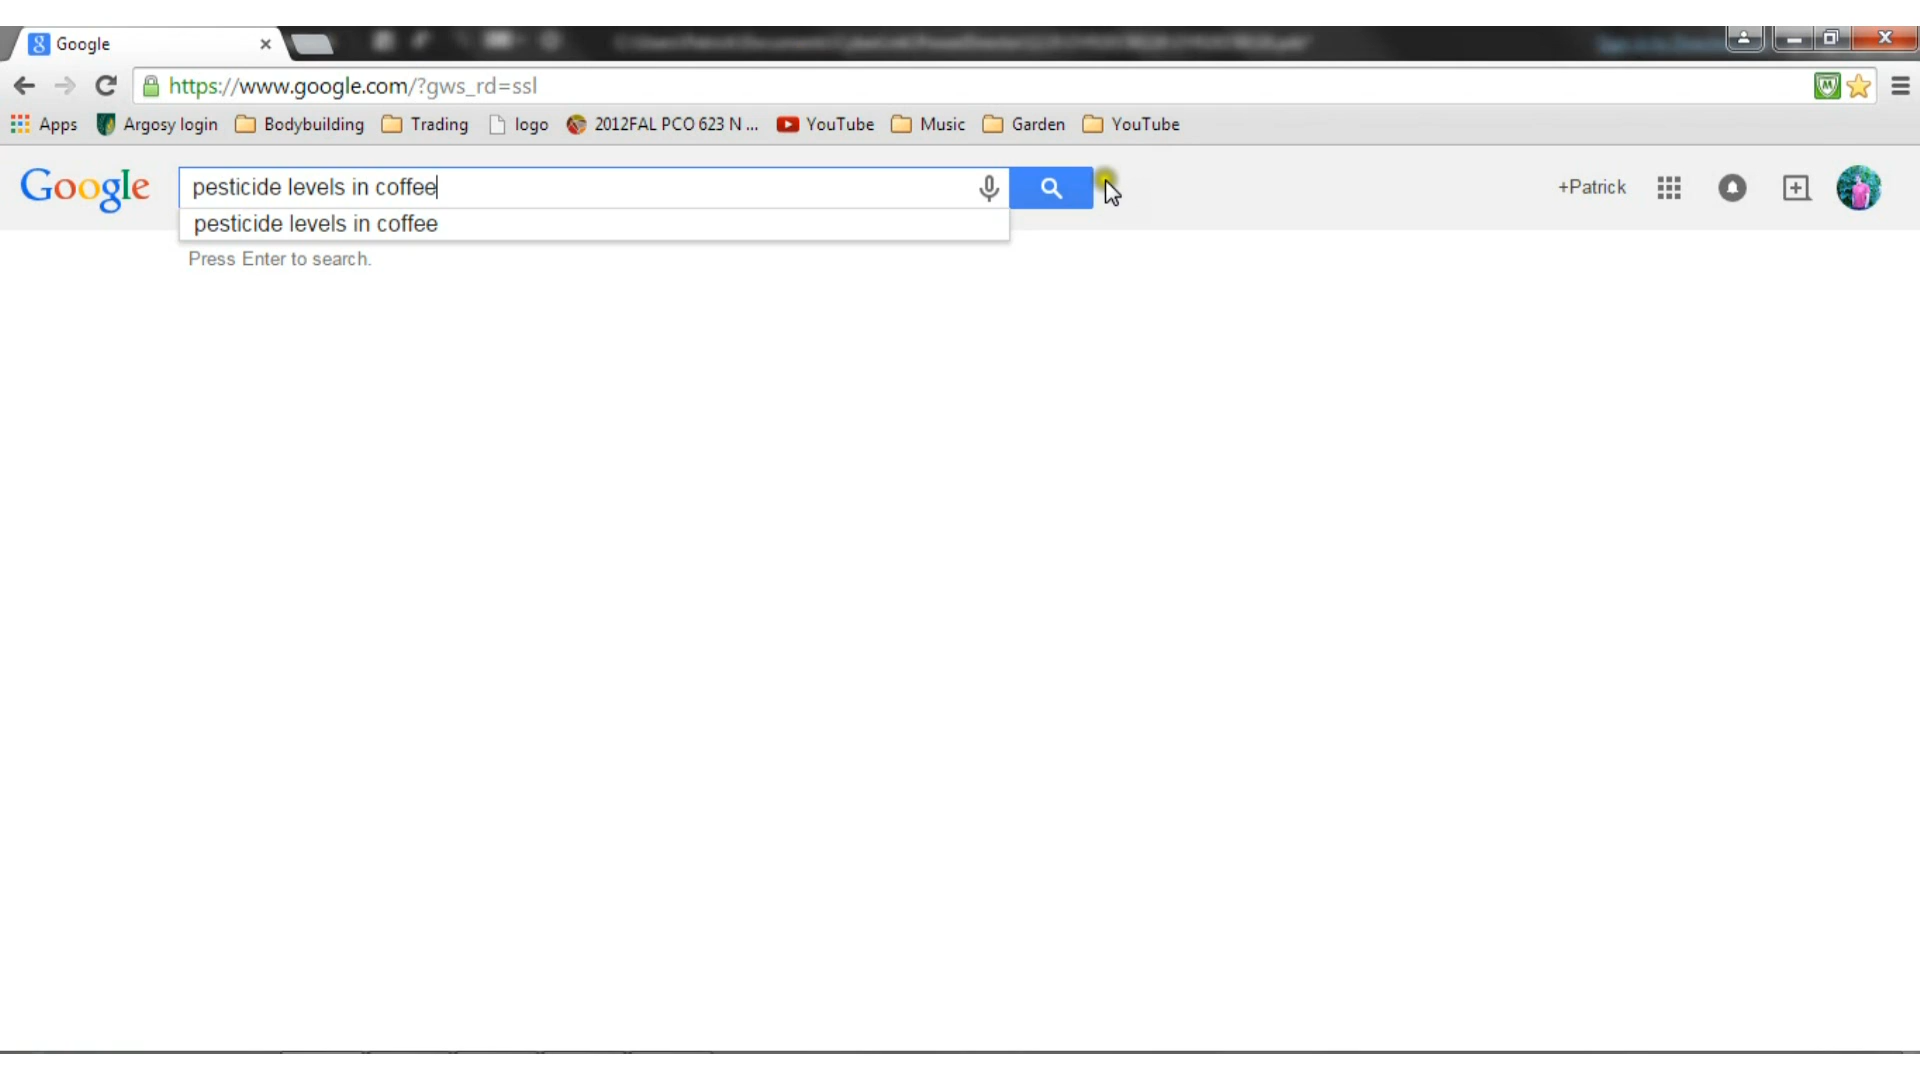 Google
https://www.google.com/?gws_rd=ssl
Apps Argosy login Bodybuilding Trading logo 2012FAL PCO 623 N ... YouTube Music Garden YouTube
Google pesticide levels in coffee +Patrick
pesticide levels in coffee
Press Enter to search.